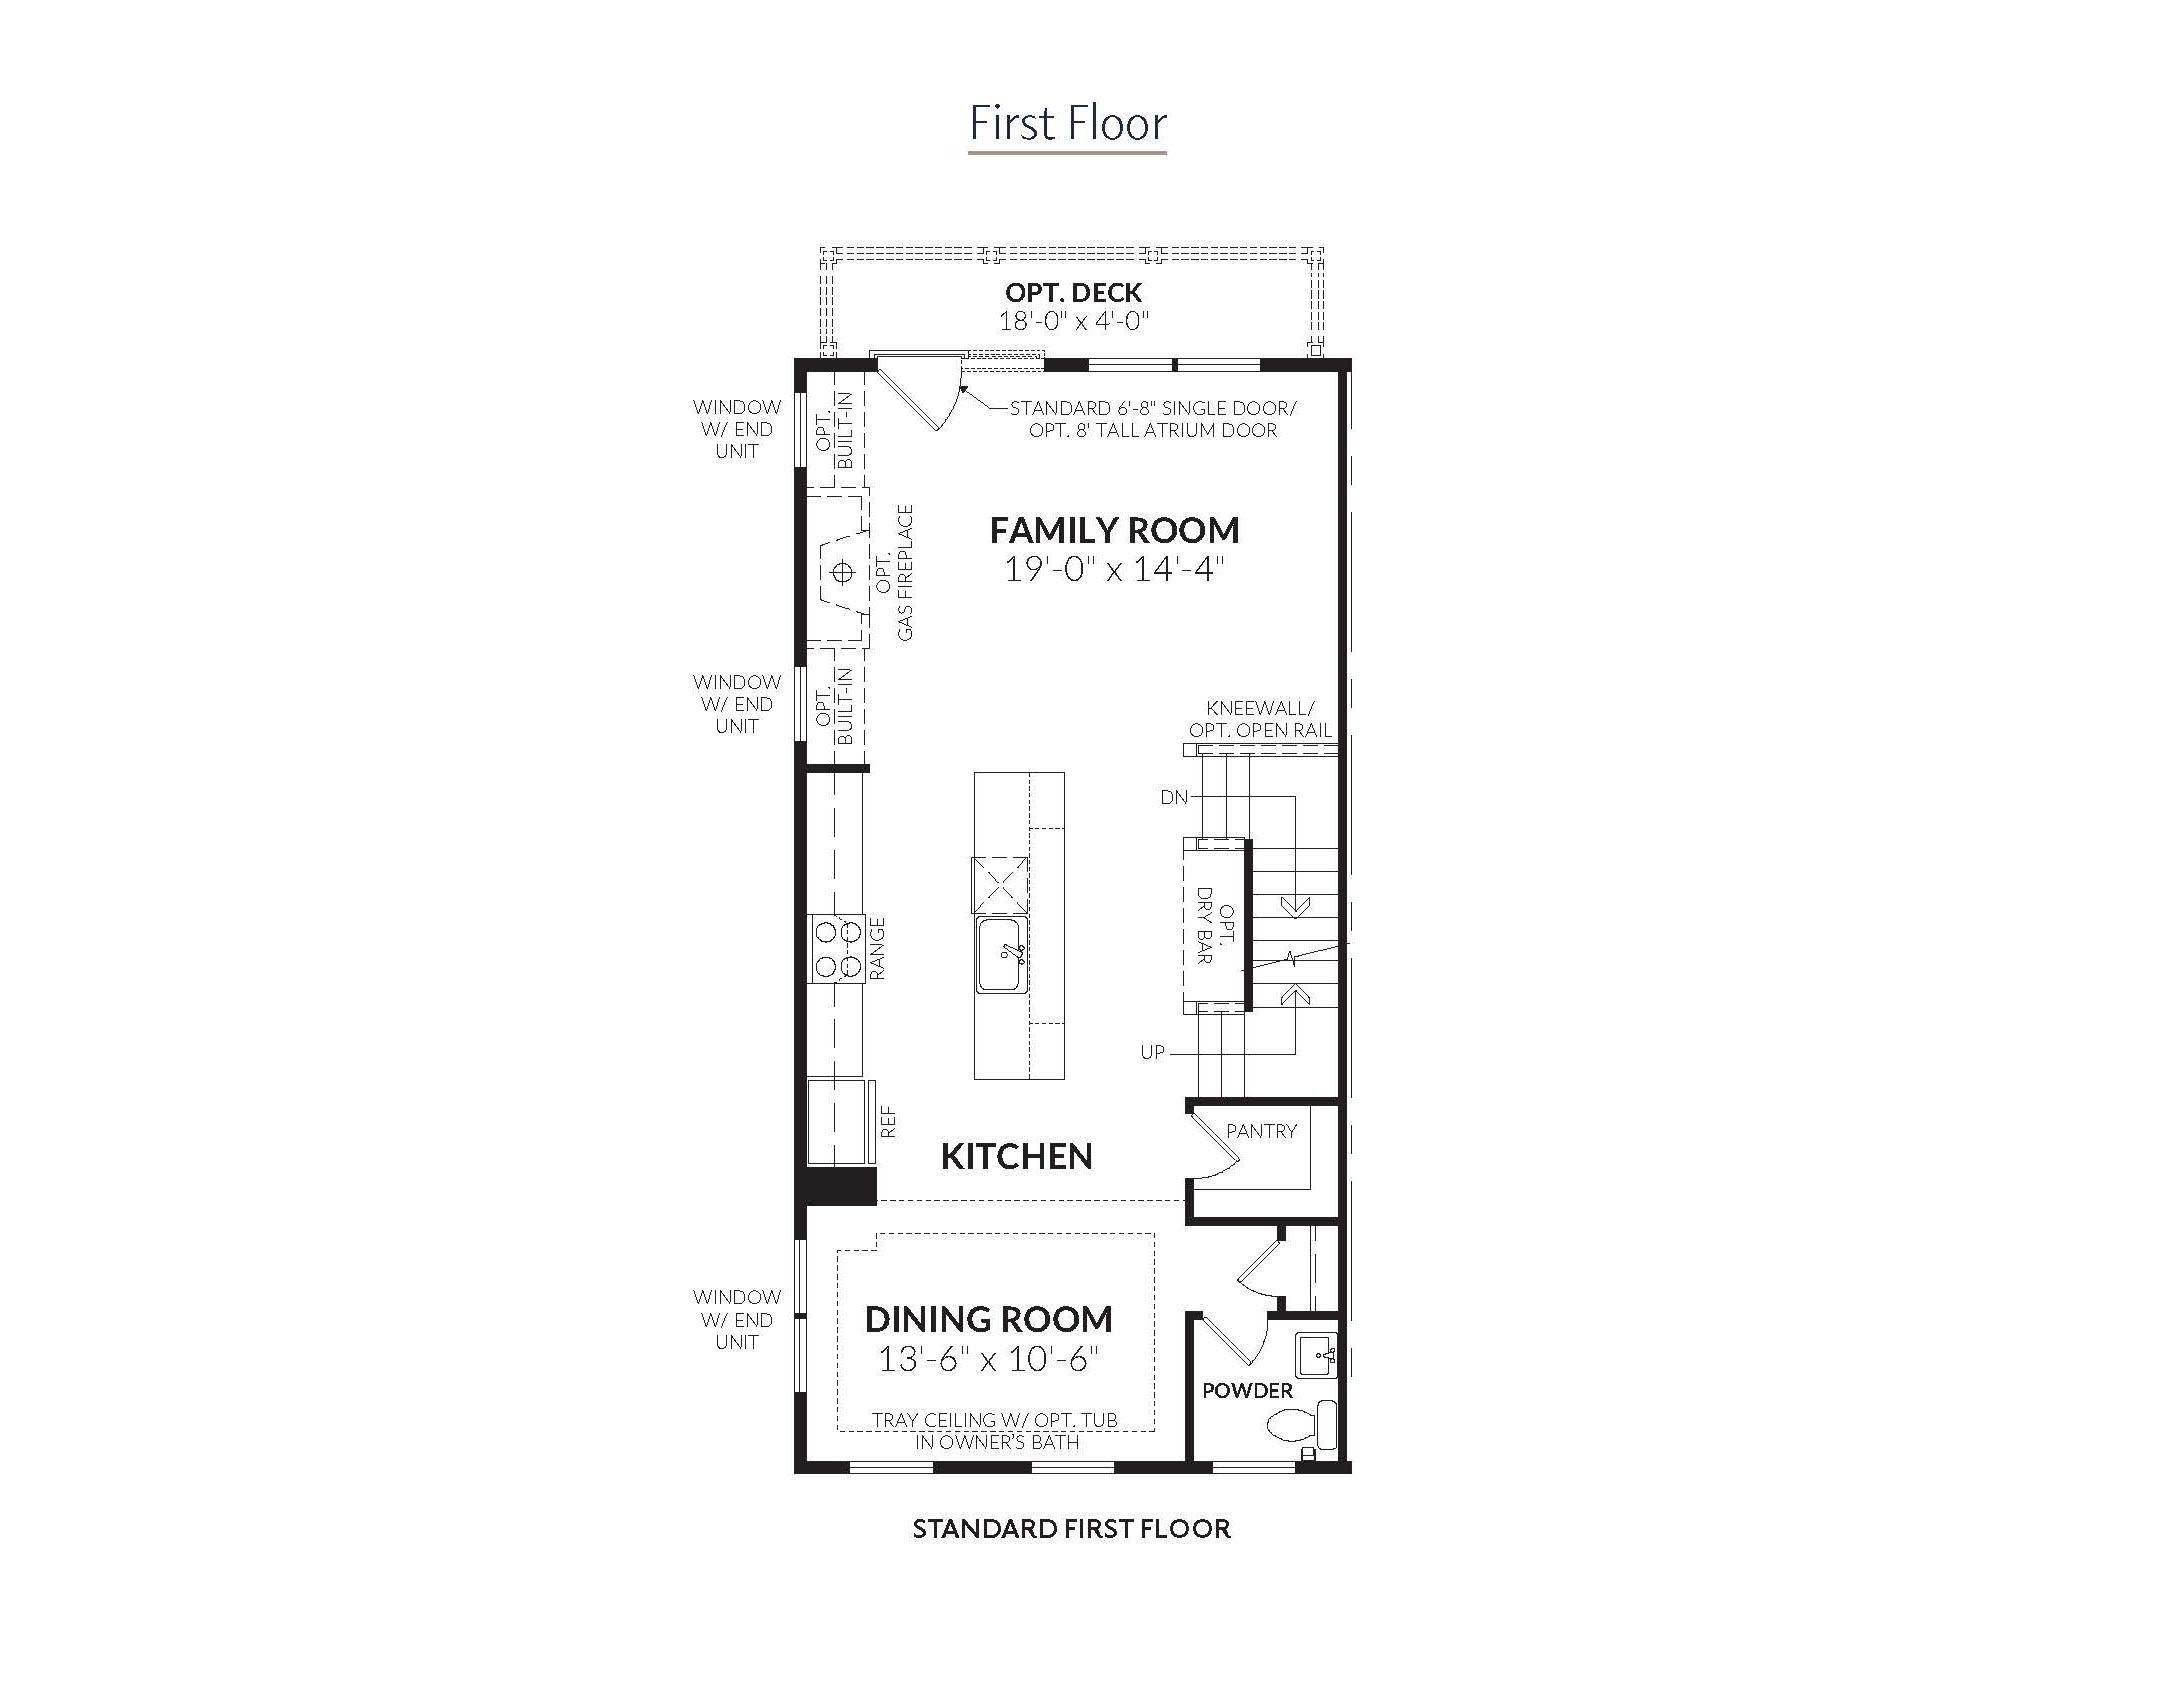 First Floor
OPT. DECK
18'-0" x 4'-0"
WINDOW
W/ END
UNIT
OPT.
BUILT-IN
STANDARD 6'-8" SINGLE DOOR/
OPT. 8' TALL ATRIUM DOOR
FAMILY ROOM
19'-0" x 14'-4"
OPT.
GAS FIREPLACE
WINDOW
W/ END
UNIT
OPT.
BUILT-IN
KNEEWALL/
OPT. OPEN RAIL
DN
OPT.
DRY BAR
RANGE
UP
REF
KITCHEN
PANTRY
WINDOW
W/ END
UNIT
DINING ROOM
13'-6" x 10'-6"
TRAY CEILING W/ OPT. TUB
IN OWNER'S BATH
POWDER
STANDARD FIRST FLOOR